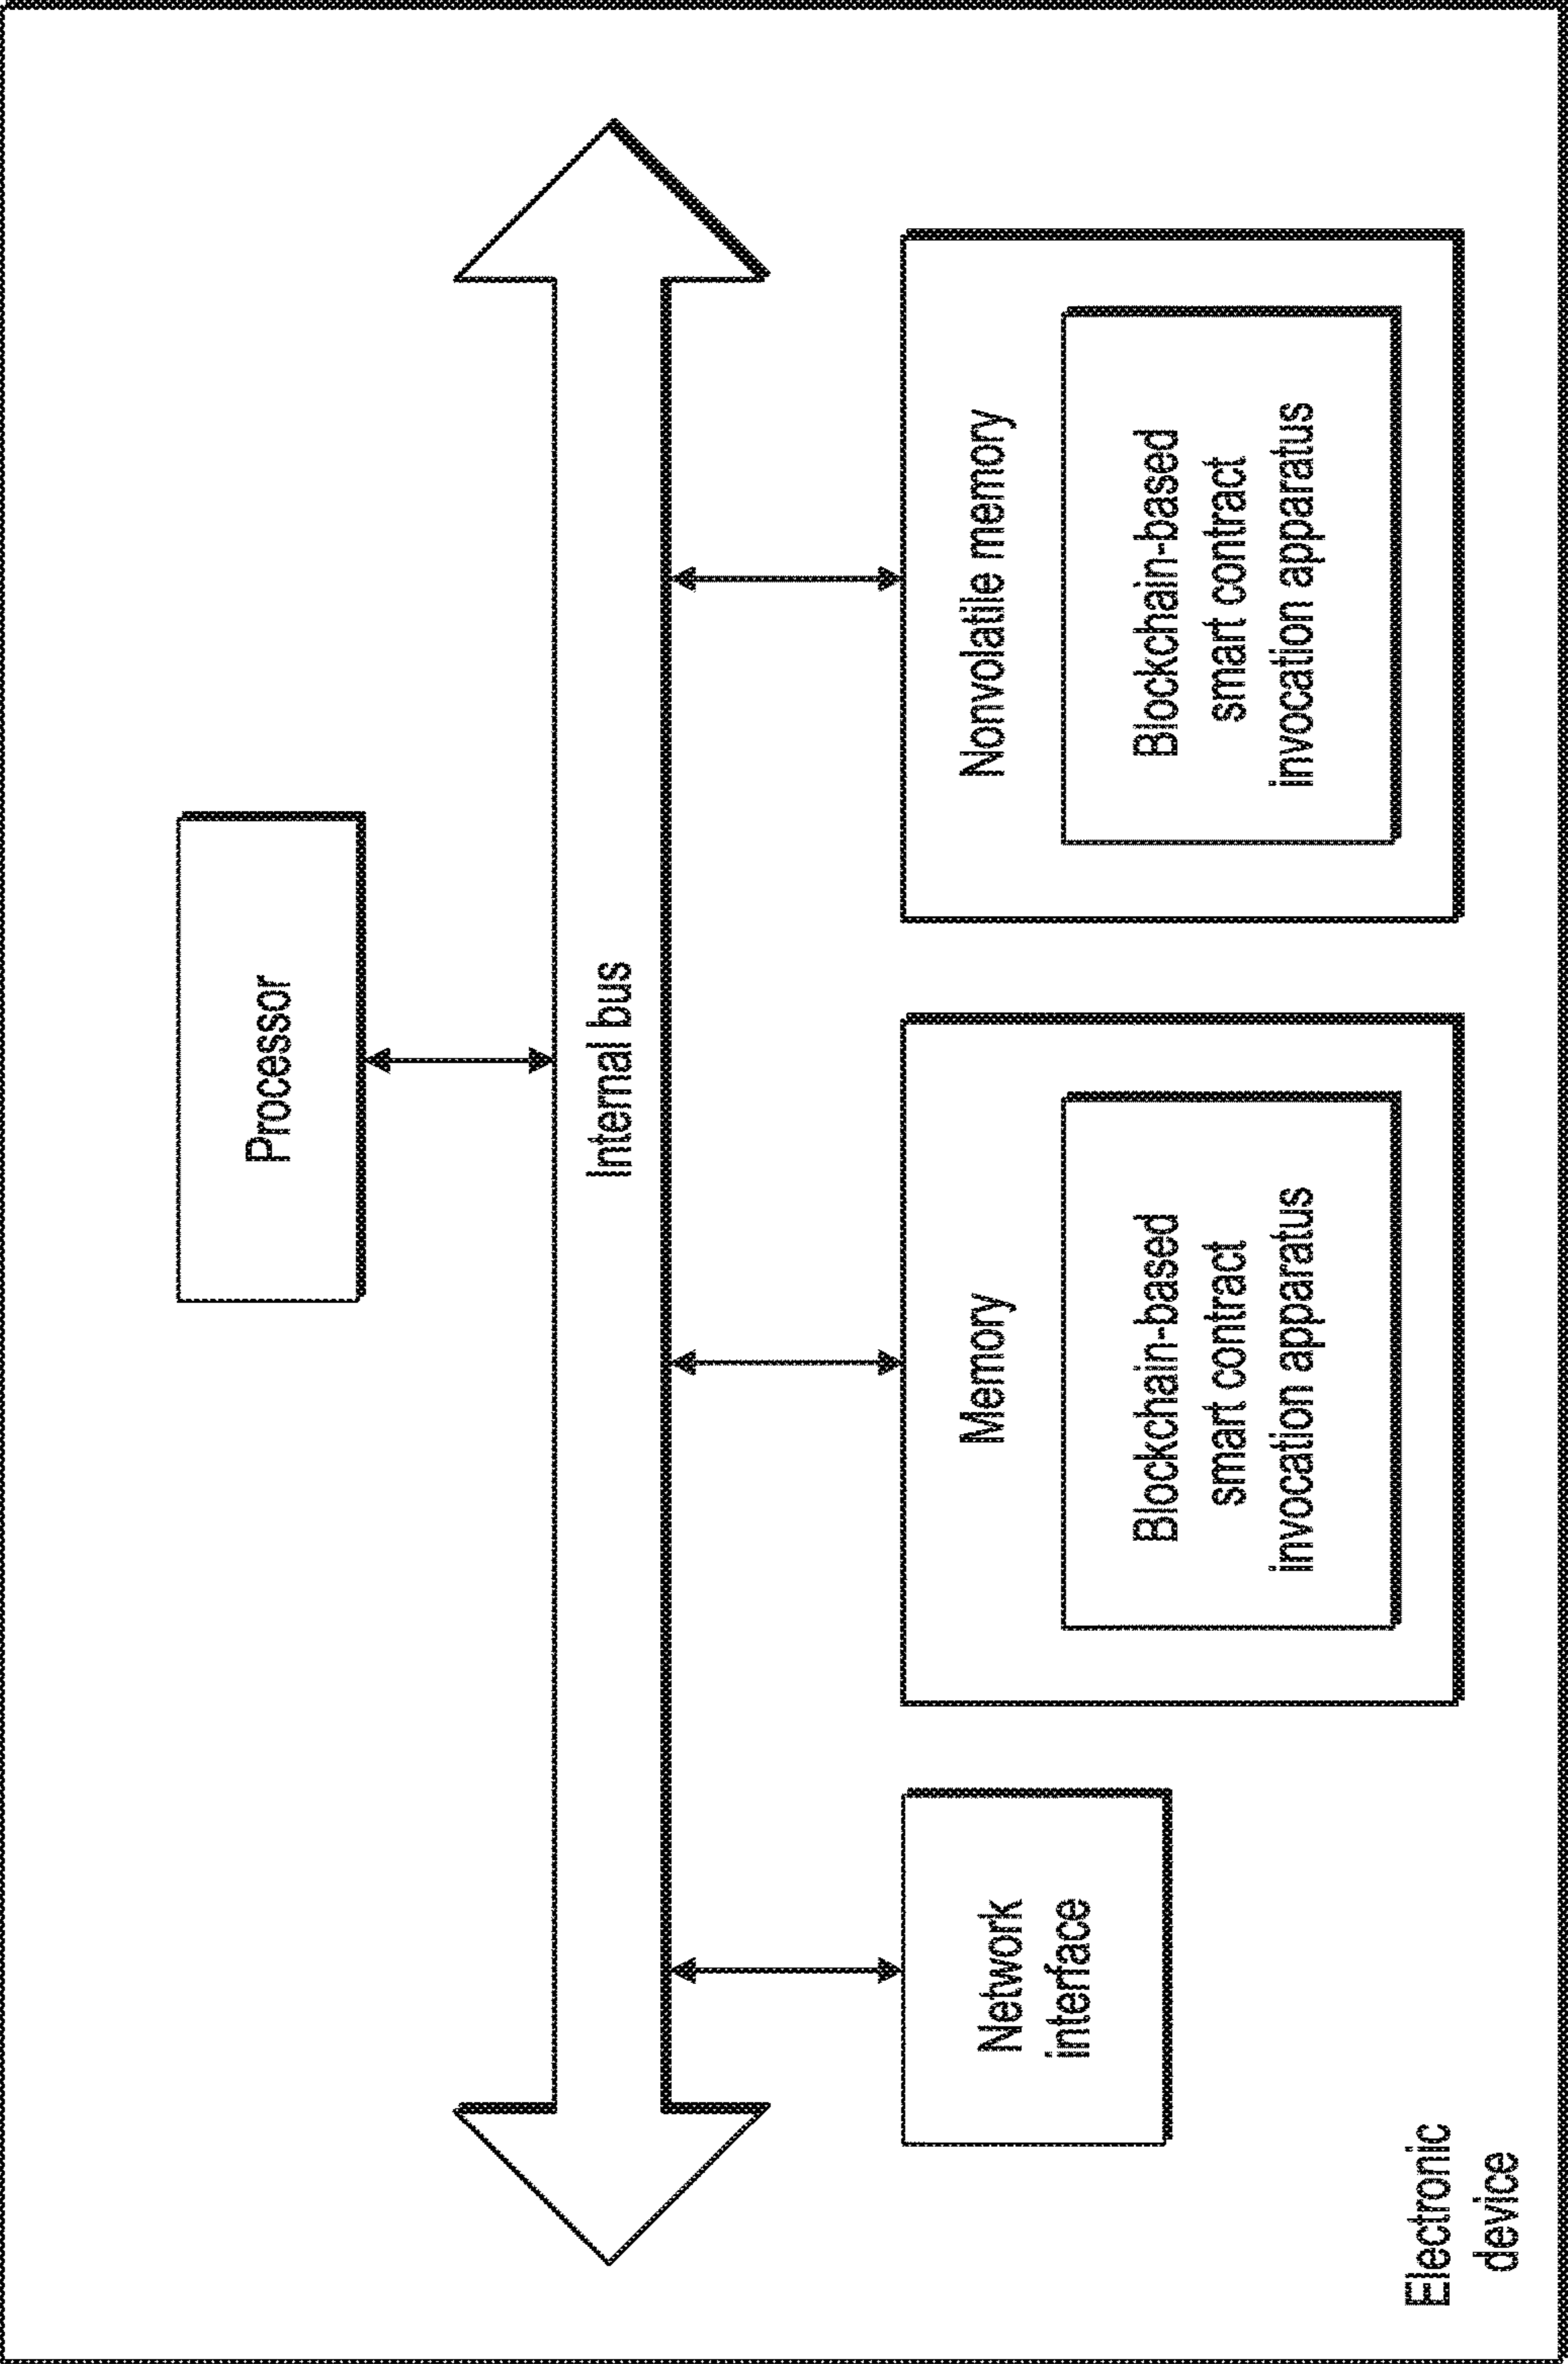 Processor
Internal bus
Network
interface
Memory
Blockchain-based
smart contract
invocation apparatus
Nonvolatile memory
Blockchain-based
smart contract
invocation apparatus
Electronic
device